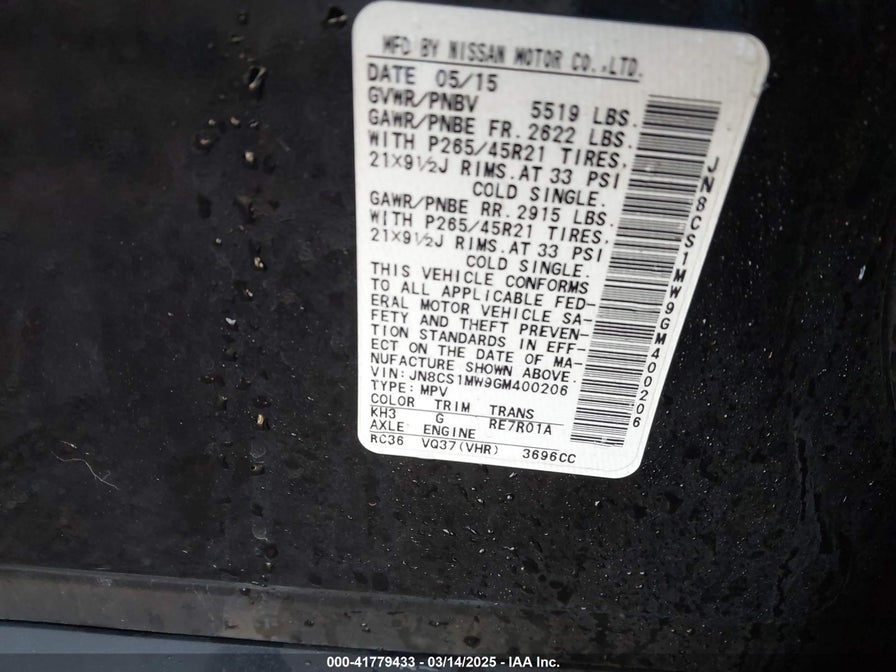 MFD BY NISSAN MOTOR CO.,LTD.
DATE 05/15
GVWR/PNBV 5519 LBS.
GAWR/PNBE FR. 2622 LBS.
WITH P265/45R21 TIRES,
21X9½J RIMS.AT 33 PSI
COLD SINGLE.
GAWR/PNBE RR. 2915 LBS.
WITH P265/45R21 TIRES,
21X9½J RIMS.AT 33 PSI
COLD SINGLE.
THIS VEHICLE CONFORMS
TO ALL APPLICABLE FED-
ERAL MOTOR VEHICLE SA-
FETY AND THEFT PREVEN-
TION STANDARDS IN EFF-
ECT ON THE DATE OF MA-
NUFACTURE SHOWN ABOVE.
VIN: JN8CS1MW9GM400206
TYPE: MPV
COLOR TRIM TRANS
KH3 G RE7R01A
AXLE ENGINE
RC36 VQ37(VHR) 3696CC
JN8CS1MW9GM400206
000-41779433 — 03/14/2025 — IAA Inc.